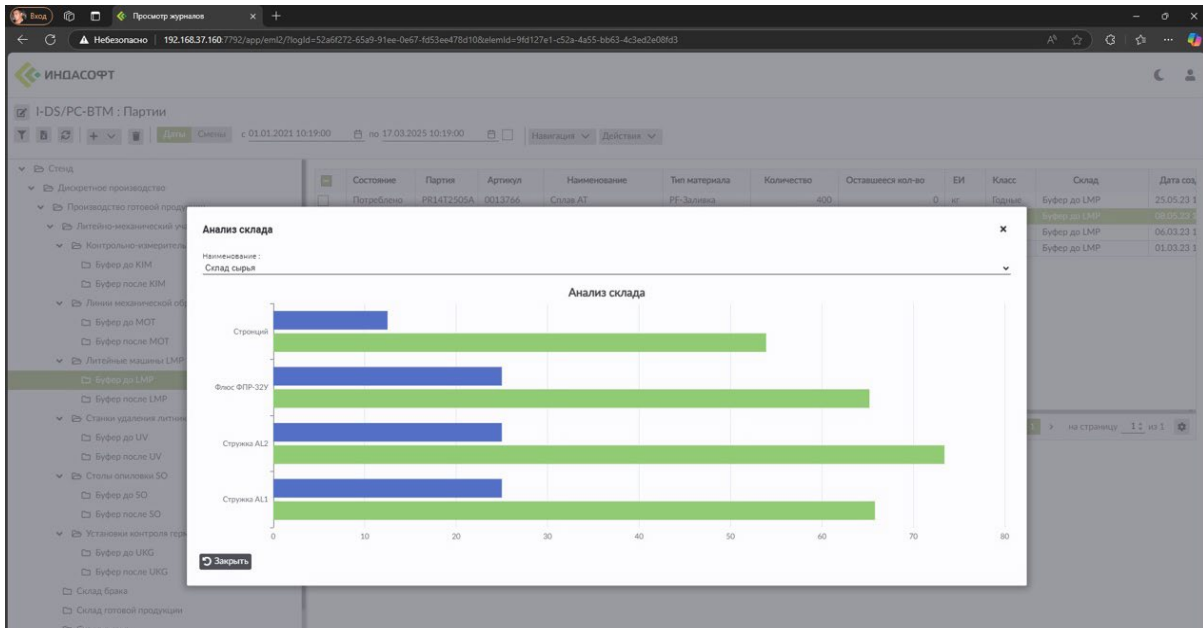 Вход
Просмотр журналов
Небезопасно
192.168.37.160:7792/app/eml2/?logId=52a6f272-65a9-91ee-0e67-fd53ee478d10&elemId=9fd127e1-c52a-4a55-bb63-4c3ed2e08fd3
ИНДАСОФТ
I-DS/PC-BTM : Партии
Даты Смены с 01.01.2021 10:19:00 по 17.03.2025 10:19:00 Навигация Действия
Стенд
Дискретное производство
Производство готовой
Литейно-механический
Буфер до KIM
Буфер после KIM
Линии механической
Буфер до MOT
Буфер после MOT
Литейные машины LMP
Буфер до LMP
Буфер после LMP
Станки удаления
Буфер до UV
Буфер после UV
Столы опиловки SO
Буфер до SO
Буфер после SO
Установки контроля
Буфер до UKG
Буфер после UKG
Склад брака
Склад готовой продукции
Состояние Партия Артикул Наименование Тип материала Количество Оставшееся кол-во ЕИ Класс Склад Дата соз
Потреблено PR14T2505A 0013766 Сплав АТ PF-Заливка 400 0 кг Годные Буфер до LMP 25.05.23 1
Буфер до LMP 08.05.23 1
Буфер до LMP 06.03.23 1
Буфер до LMP 01.03.23 1
1 на страницу 1 из 1
Анализ склада
Наименование :
Склад сырья
Анализ склада
Стронций
Флюс ФПР-32У
Стружка AL2
Стружка AL1
0 10 20 30 40 50 60 70 80
Закрыть